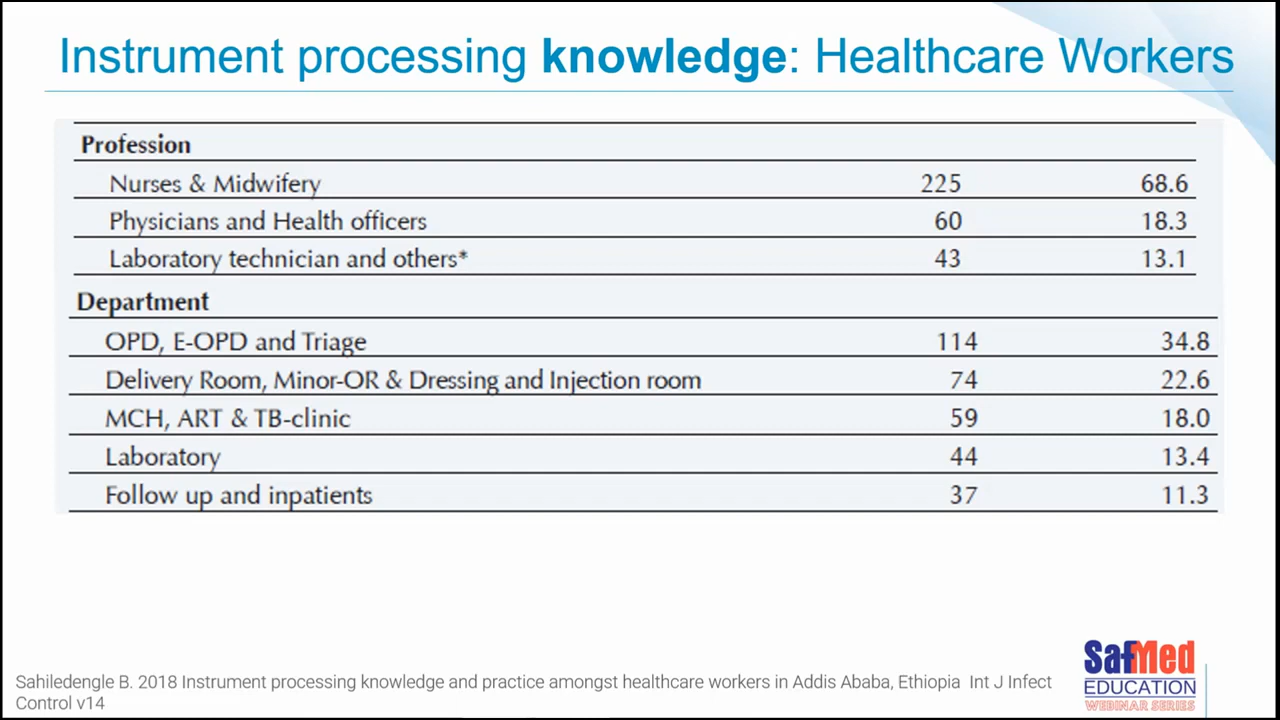 Instrument processing knowledge: Healthcare Workers
Profession
Nurses & Midwifery 225 68.6
Physicians and Health officers 60 18.3
Laboratory technician and others* 43 13.1
Department
OPD, E-OPD and Triage 114 34.8
Delivery Room, Minor-OR & Dressing and Injection room 74 22.6
MCH, ART & TB-clinic 59 18.0
Laboratory 44 13.4
Follow up and inpatients 37 11.3
Sahiledengle B. 2018 Instrument processing knowledge and practice amongst healthcare workers in Addis Ababa, Ethiopia Int J Infect
Control v14
SafMed
EDUCATION
WEBINAR SERIES